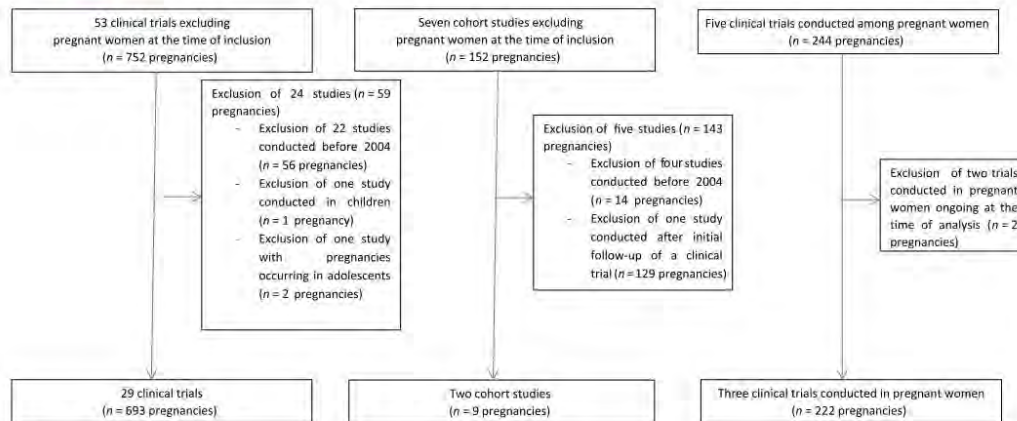 53 clinical trials excluding
pregnant women at the time of inclusion
(n = 752 pregnancies)
Exclusion of 24 studies (n = 59
pregnancies)
- Exclusion of 22 studies
conducted before 2004
(n = 56 pregnancies)
- Exclusion of one study
conducted in children
(n = 1 pregnancy)
- Exclusion of one study
with pregnancies
occurring in adolescents
(n = 2 pregnancies)
29 clinical trials
(n = 693 pregnancies)
Seven cohort studies excluding
pregnant women at the time of inclusion
(n = 152 pregnancies)
Exclusion of five studies (n = 143
pregnancies)
- Exclusion of four studies
conducted before 2004
(n = 14 pregnancies)
- Exclusion of one study
conducted after initial
follow-up of a clinical
trial (n = 129 pregnancies)
Two cohort studies
(n = 9 pregnancies)
Five clinical trials conducted among pregnant women
(n = 244 pregnancies)
Exclusion of two trials
conducted in pregnant
women ongoing at the
time of analysis (n = 2
pregnancies)
Three clinical trials conducted in pregnant women
(n = 222 pregnancies)